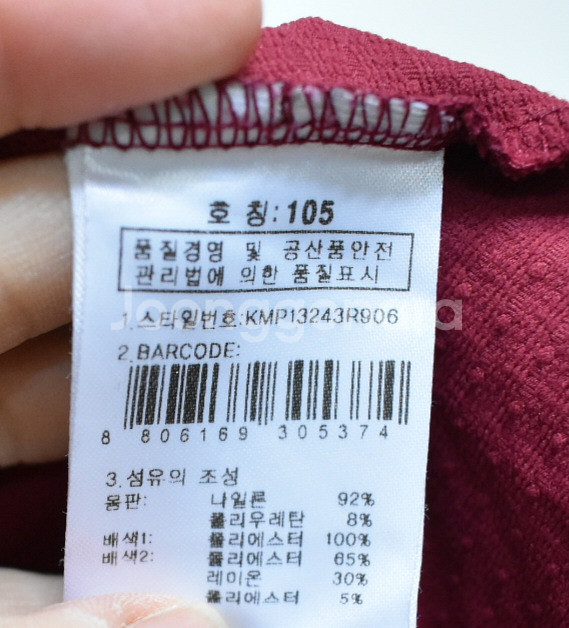 호 칭:105
품질경영 및 공산품안전
관리법에 의한 품질표시
Joonggonara
1.스타일번호:KMP13243R906
2.BARCODE:
8 806169 305374
3.섬유의 조성
몸판: 나일론 92%
폴리우레탄 8%
배색1: 폴리에스터 100%
배색2: 폴리에스터 65%
레이온 30%
폴리에스터 5%